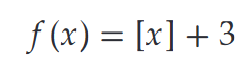 f (x) = [x] + 3